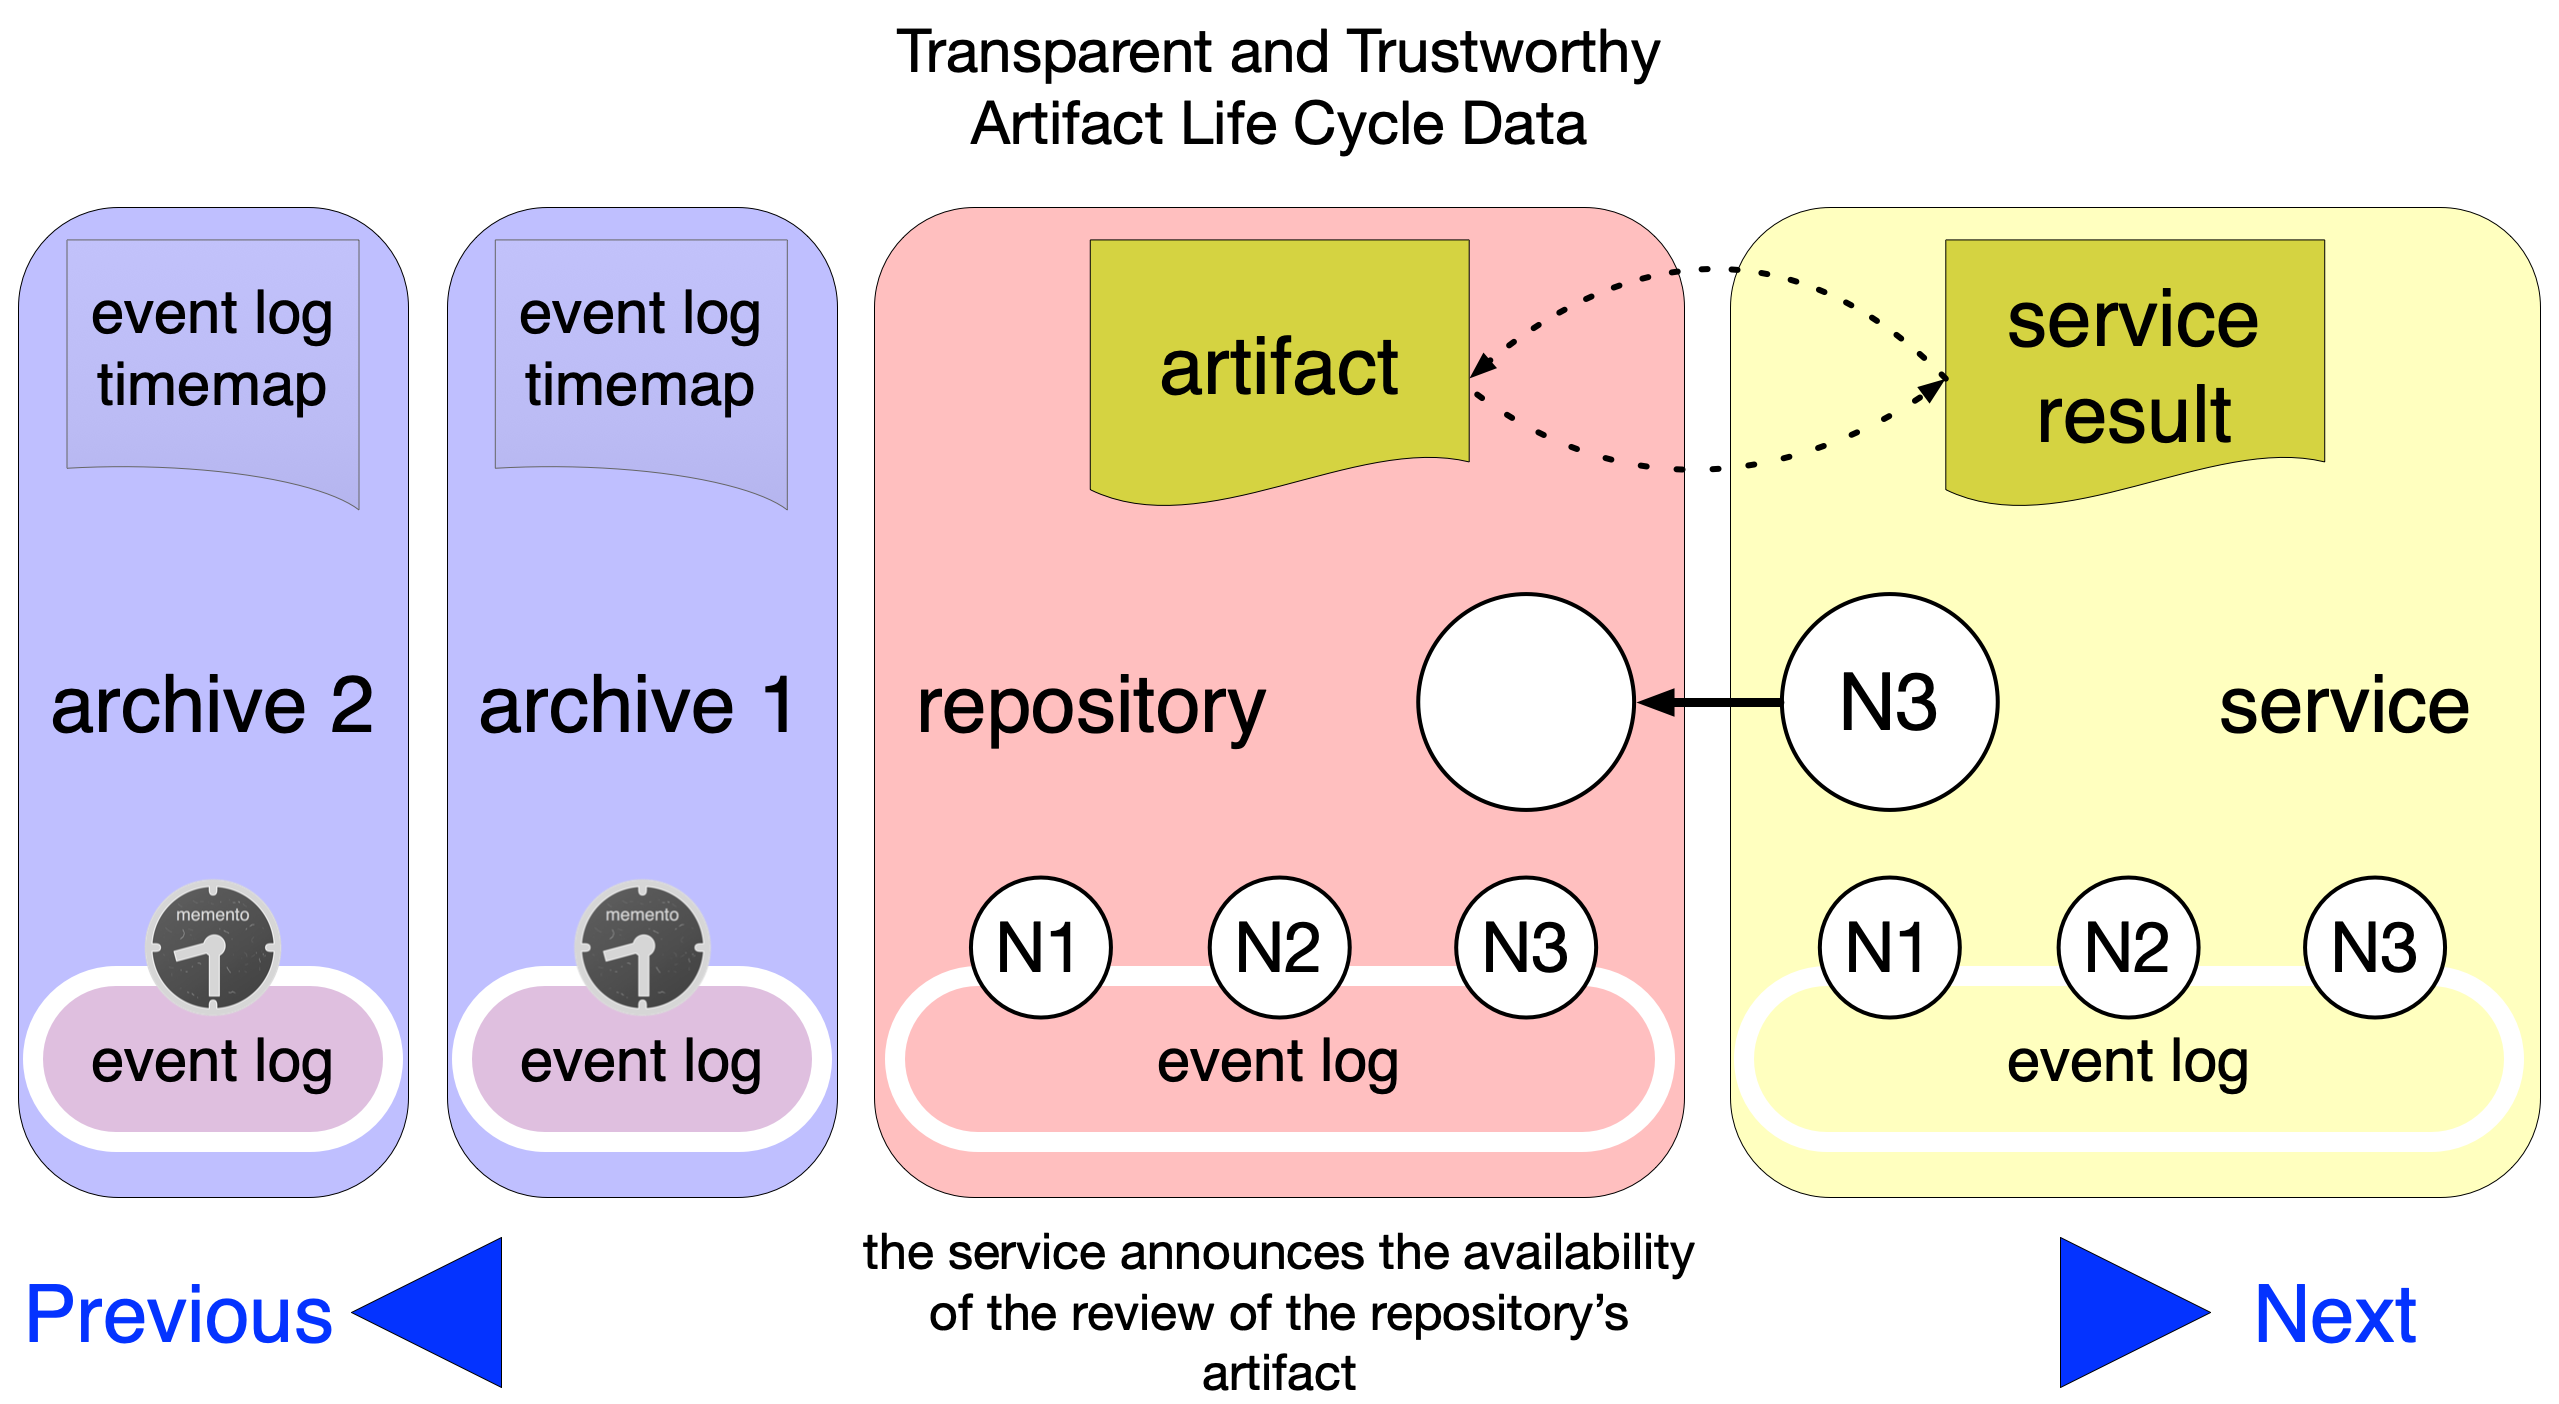 Transparent and Trustworthy
Artifact Life Cycle Data
event log
timemap
archive 2
memento
event log
event log
timemap
archive 1
memento
event log
artifact
repository
N1
N2
N3
event log
service
result
N3
service
N1
N2
N3
event log
Previous
the service announces the availability
of the review of the repository’s
artifact
Next